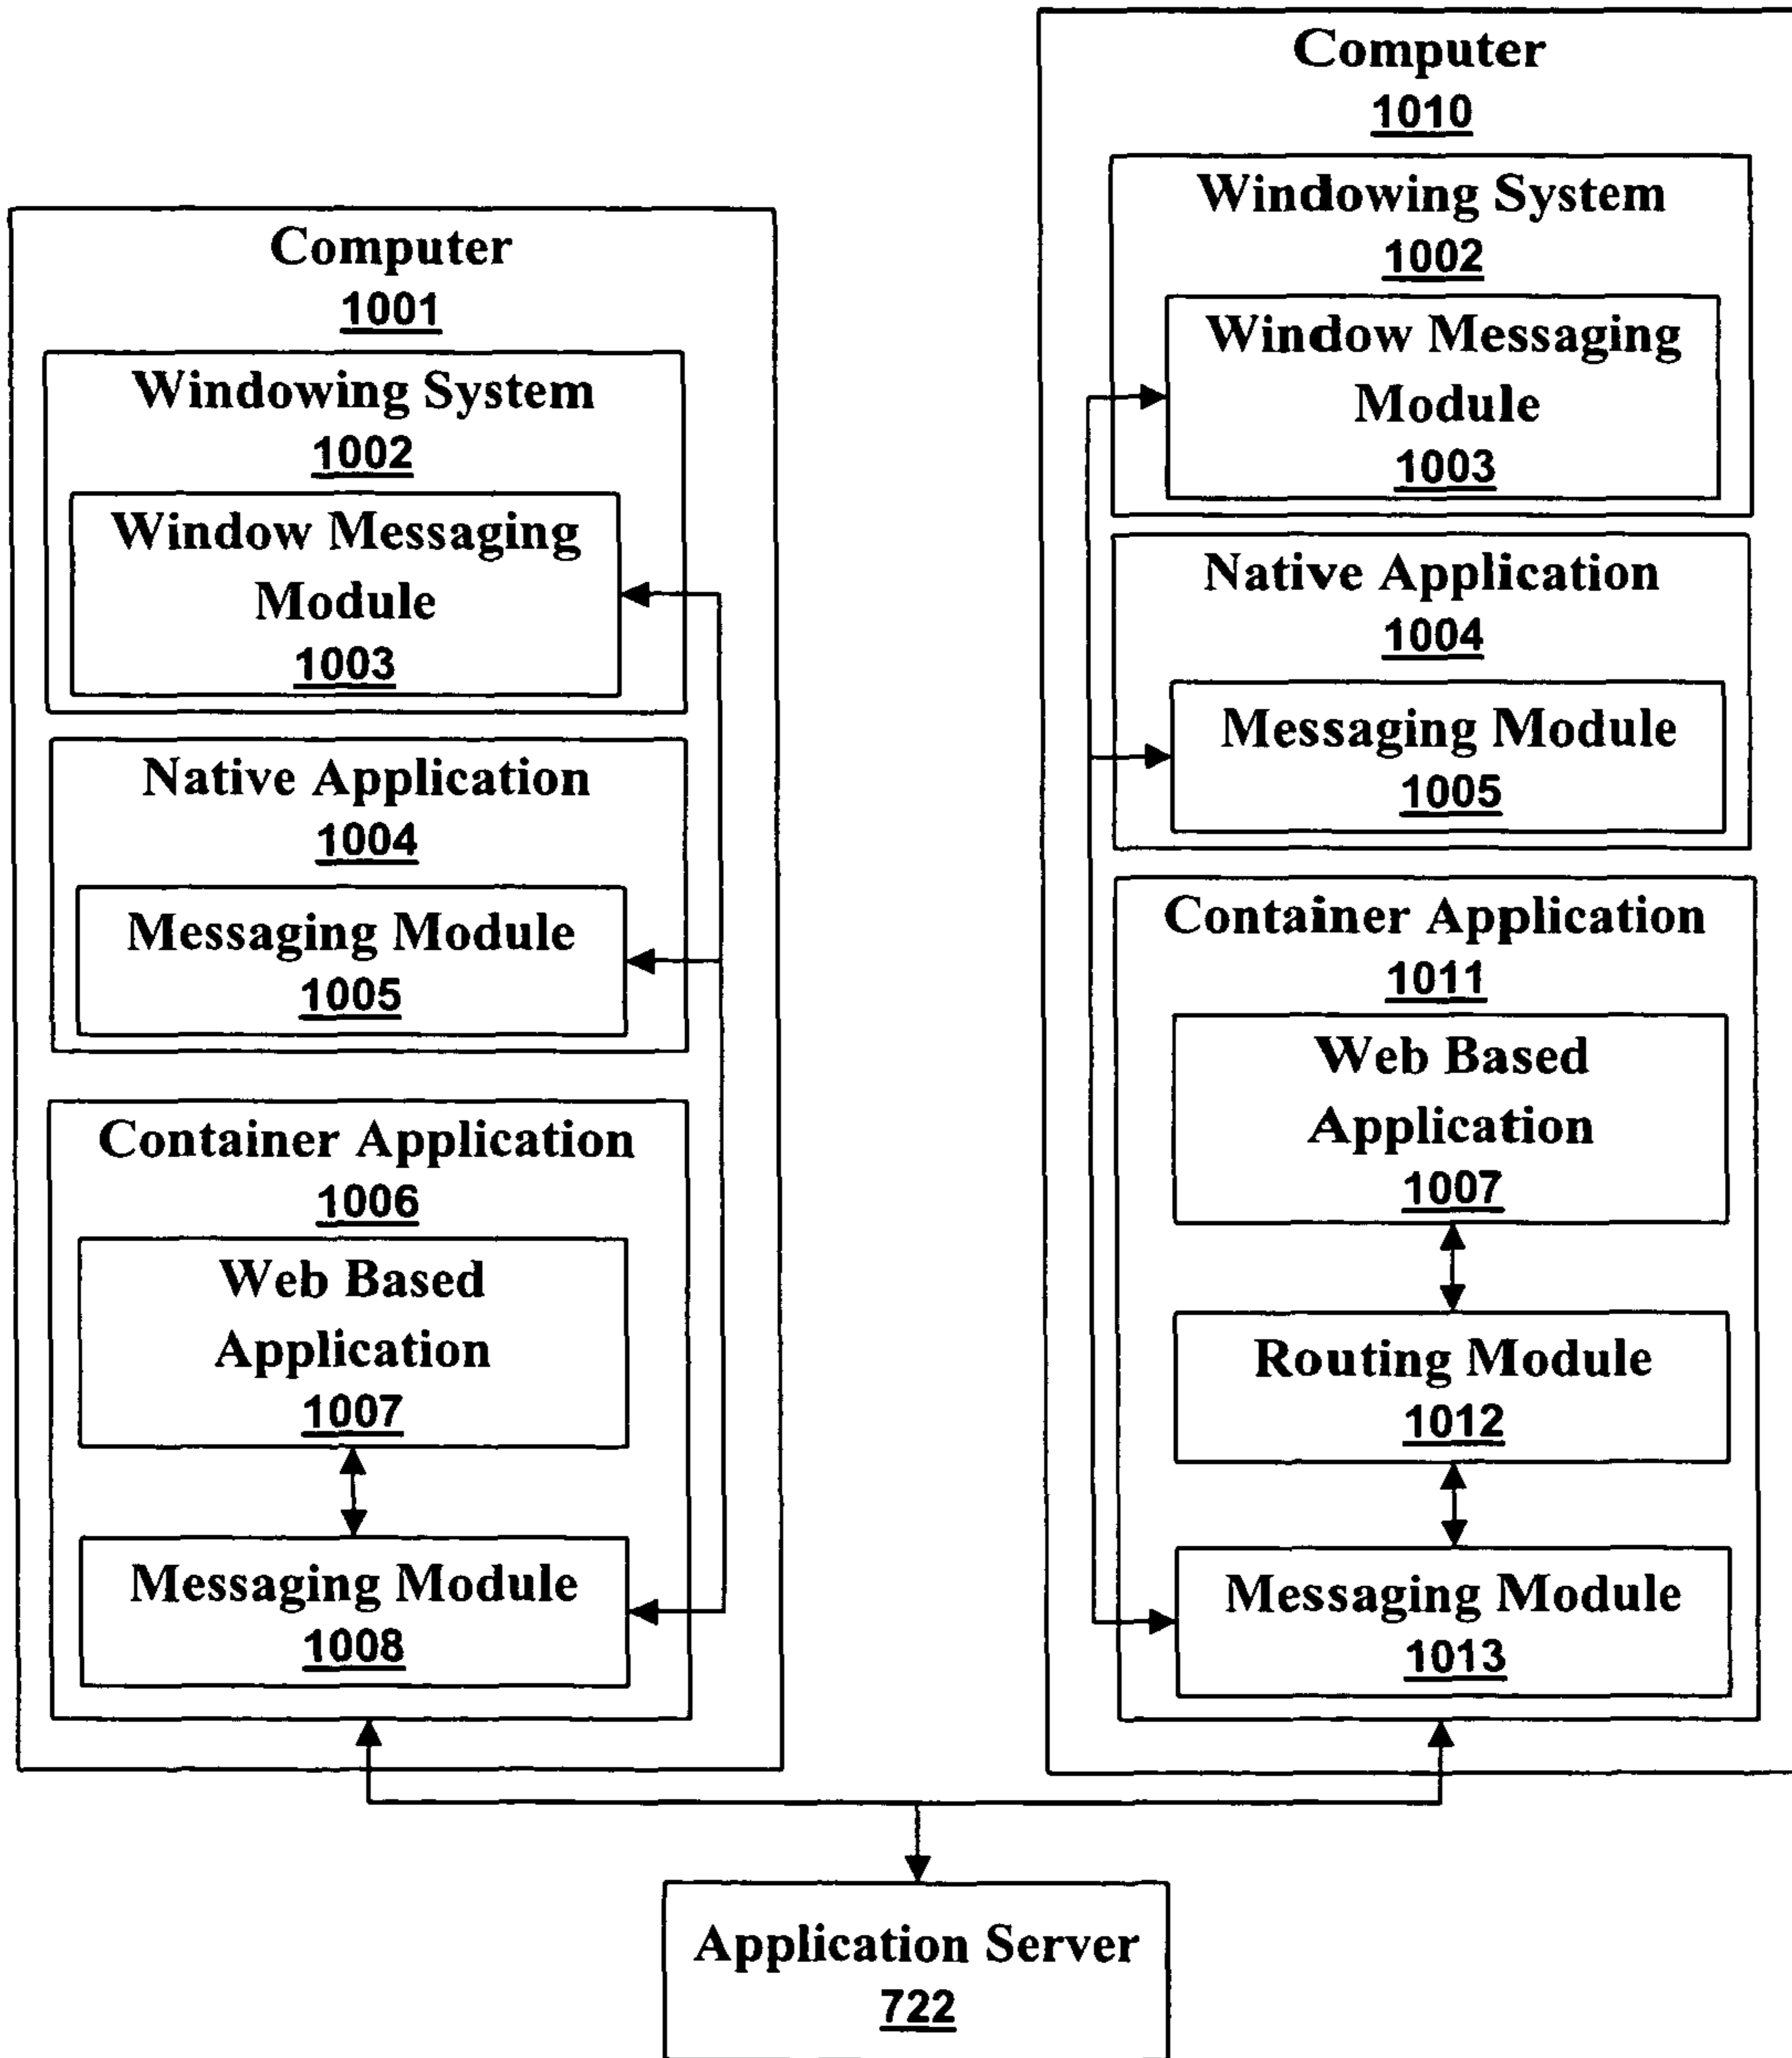 Computer
1001
Windowing System
1002
Window Messaging
Module
1003
Native Application
1004
Messaging Module
1005
Container Application
1006
Web Based
Application
1007
Messaging Module
1008
Computer
1010
Windowing System
1002
Window Messaging
Module
1003
Native Application
1004
Messaging Module
1005
Container Application
1011
Web Based
Application
1007
Routing Module
1012
Messaging Module
1013
Application Server
722